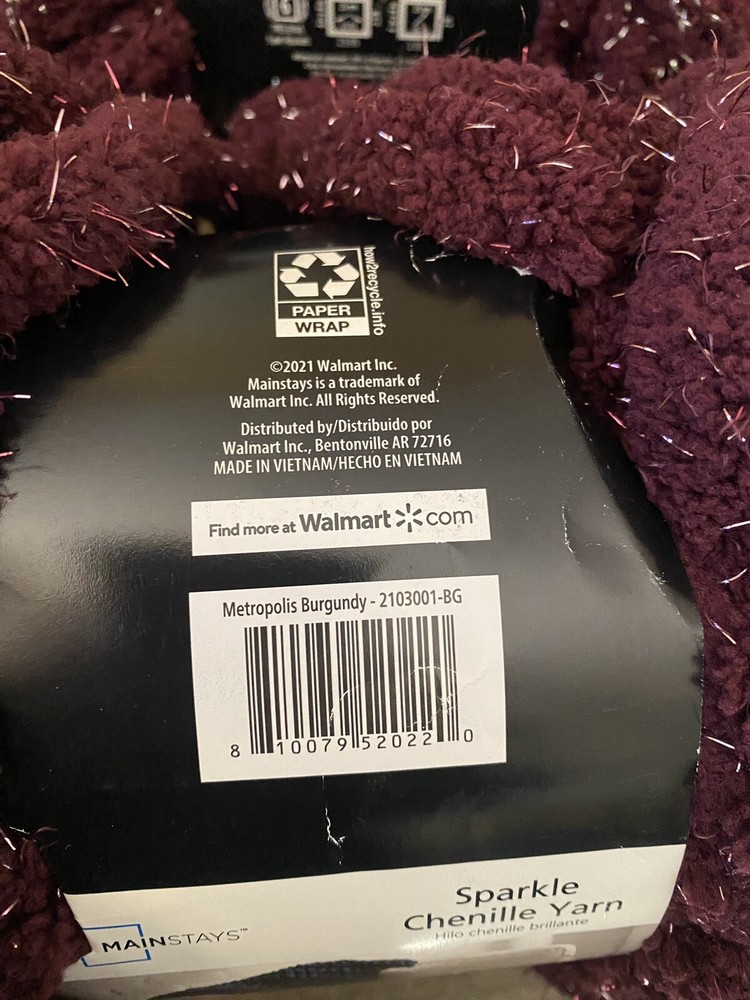 how2recycle.info
PAPER
WRAP
©2021 Walmart Inc.
Mainstays is a trademark of
Walmart Inc. All Rights Reserved.
Distributed by/Distribuido por
Walmart Inc., Bentonville AR 72716
MADE IN VIETNAM/HECHO EN VIETNAM
Find more at Walmart com
Metropolis Burgundy - 2103001-BG
8 10079 52022 0
Sparkle
Chenille Yarn
Hilo chenille brillante
MAINSTAYS™